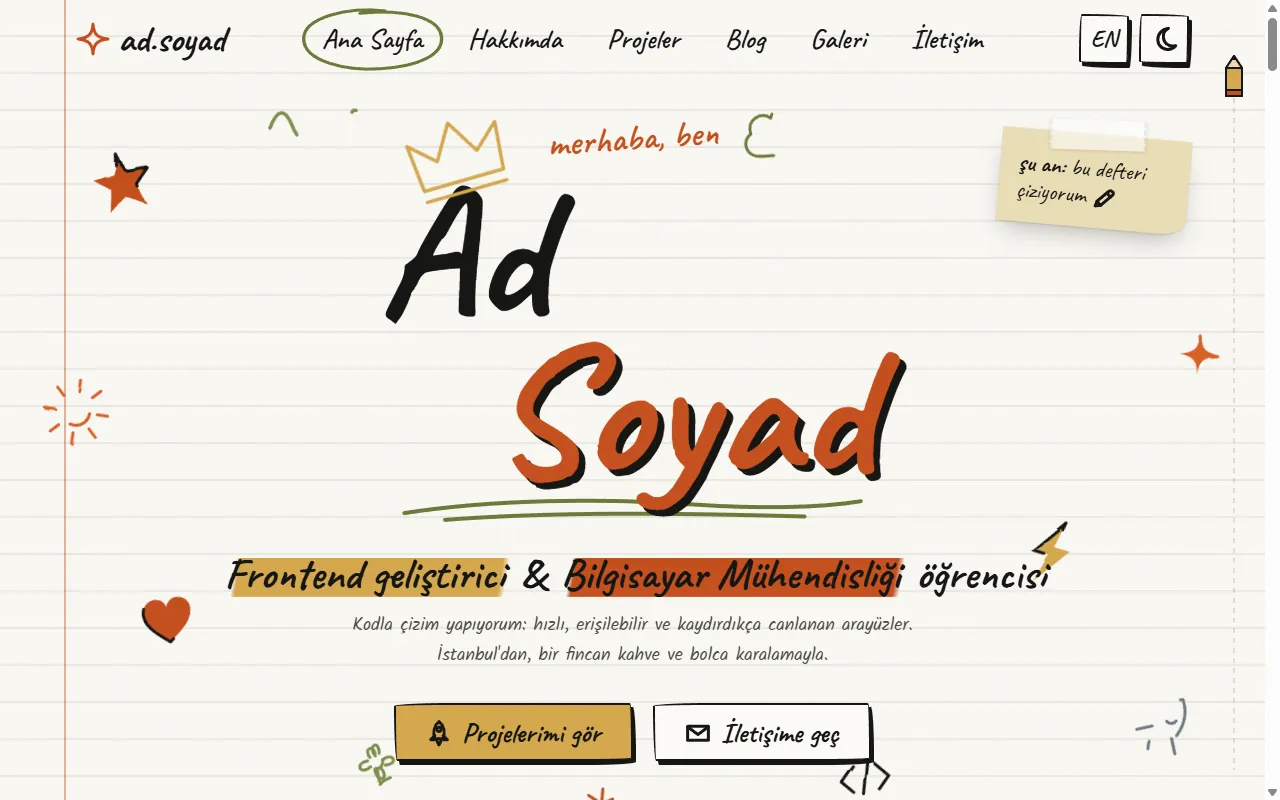 ad.soyad
Ana Sayfa
Hakkımda
Projeler
Blog
Galeri
İletişim
EN
merhaba, ben
şu an: bu defteri
çiziyorum
Ad
Soyad
Frontend geliştirici & Bilgisayar Mühendisliği öğrencisi
Kodla çizim yapıyorum: hızlı, erişilebilir ve kaydırdıkça canlanan arayüzler.
İstanbul'dan, bir fincan kahve ve bolca karalamayla.
Projelerimi gör
İletişime geç